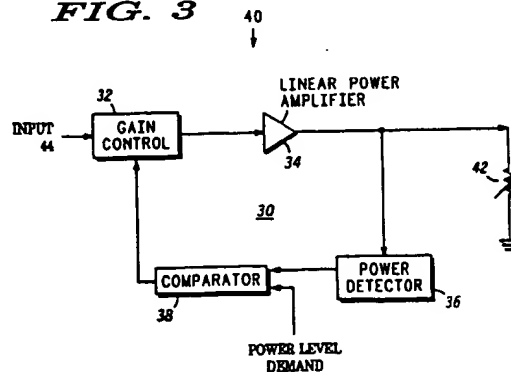 FIG. 3
40
32
LINEAR POWER
AMPLIFIER
INPUT
44
GAIN
CONTROL
34
42
30
COMPARATOR
38
POWER
DETECTOR
36
POWER LEVEL
DEMAND